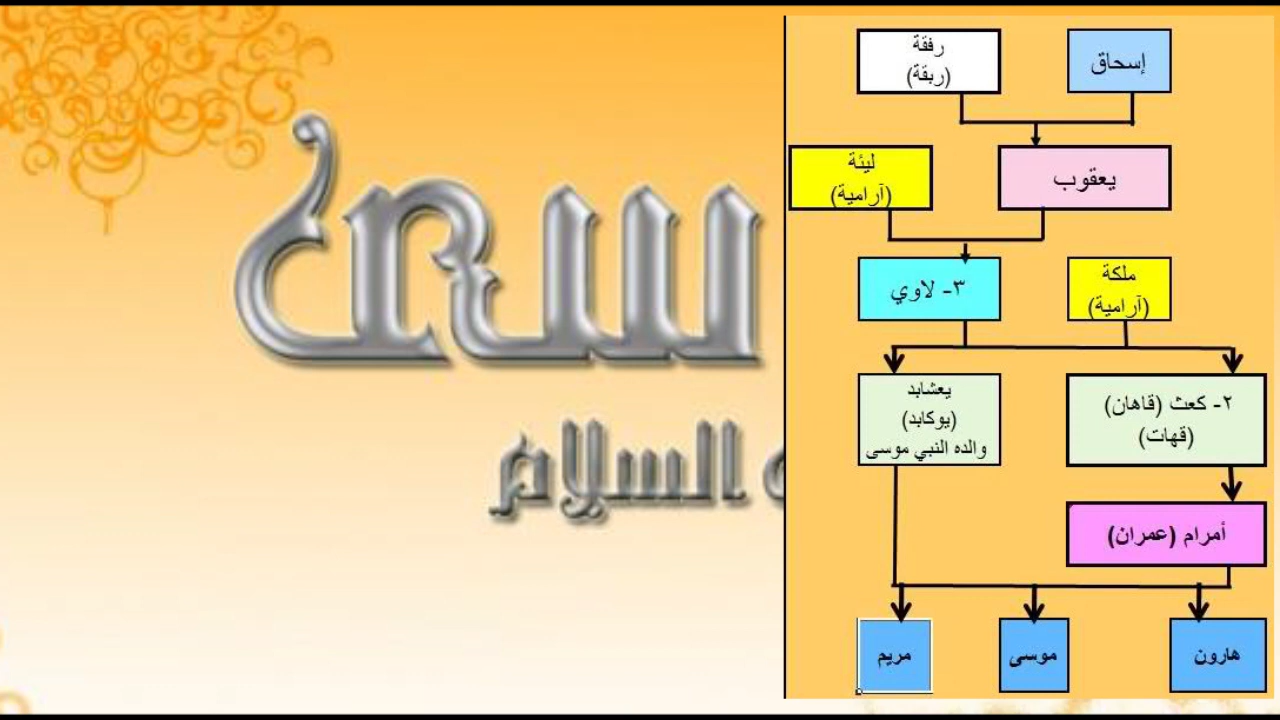 رفقة
(ربقة)
إسحاق
ليئة
(آرامية)
يعقوب
٣- لاوي
ملكة
(آرامية)
يعشابد
(يوكابد)
والده النبي موسى
٢- كعث (قاهان)
(قهات)
أمرام (عمران)
مريم
موسى
هارون
السلام